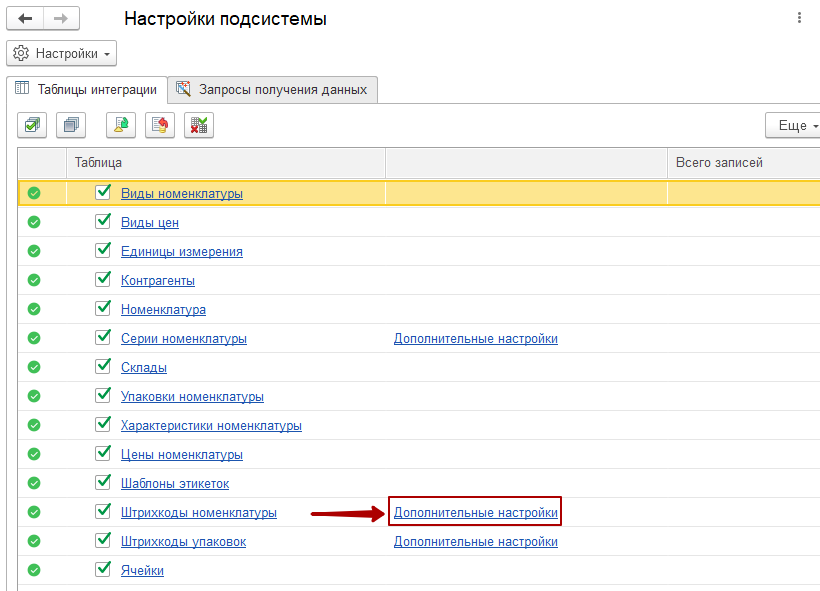 Настройки подсистемы
Настройки
Таблицы интеграции Запросы получения данных
Еще
Таблица Всего записей
Виды номенклатуры
Виды цен
Единицы измерения
Контрагенты
Номенклатура
Серии номенклатуры Дополнительные настройки
Склады
Упаковки номенклатуры
Характеристики номенклатуры
Цены номенклатуры
Шаблоны этикеток
Штрихкоды номенклатуры Дополнительные настройки
Штрихкоды упаковок Дополнительные настройки
Ячейки